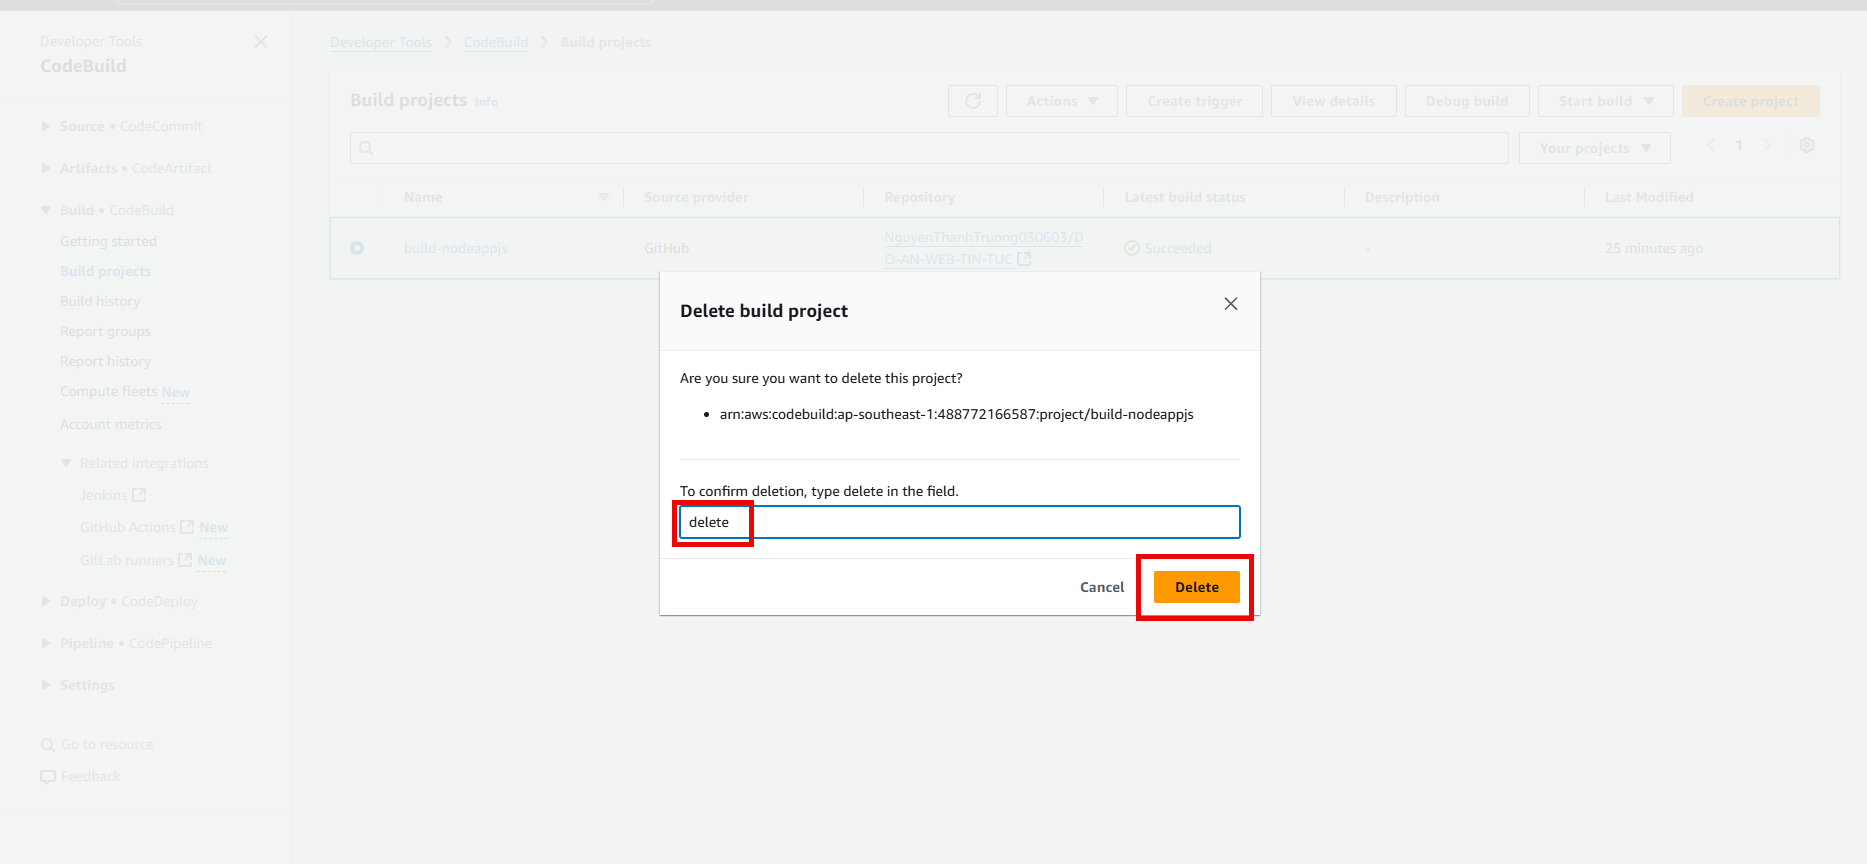 Developer Tools
CodeBuild
Source • CodeCommit
Artifacts • CodeArtifact
Build • CodeBuild
Getting started
Build projects
Build history
Report groups
Report history
Compute fleets New
Account metrics
Related integrations
Jenkins
GitHub Actions New
GitLab runners New
Deploy • CodeDeploy
Pipeline • CodePipeline
Settings
Go to resource
Feedback
Developer Tools > CodeBuild > Build projects
Build projects Info
Actions
Create trigger
View details
Debug build
Start build
Create project
Your projects
1
Name
Source provider
Repository
Latest build status
Description
Last Modified
build-nodeappjs
GitHub
NguyenThanhTruong030603/D
O-AN-WEB-TIN-TUC
Succeeded
-
25 minutes ago
Delete build project
Are you sure you want to delete this project?
• arn:aws:codebuild:ap-southeast-1:488772166587:project/build-nodeappjs
To confirm deletion, type delete in the field.
delete
Cancel
Delete